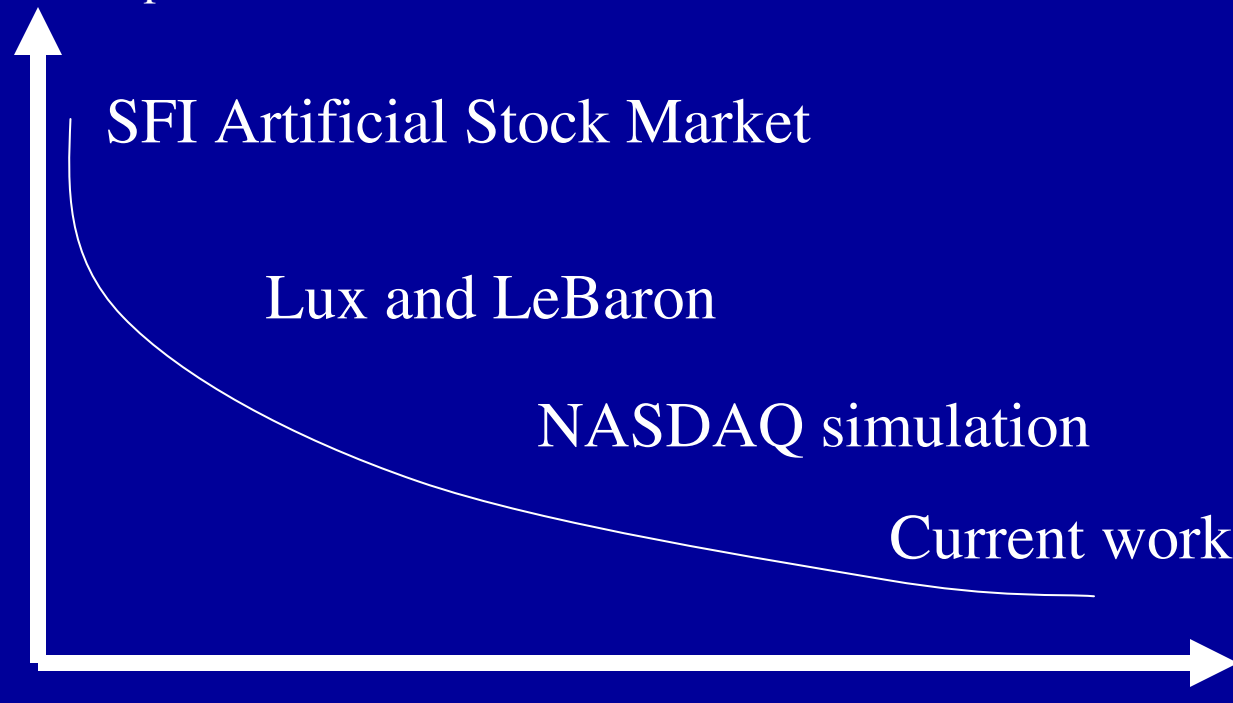 SFI Artificial Stock Market
Lux and LeBaron
NASDAQ simulation
Current work